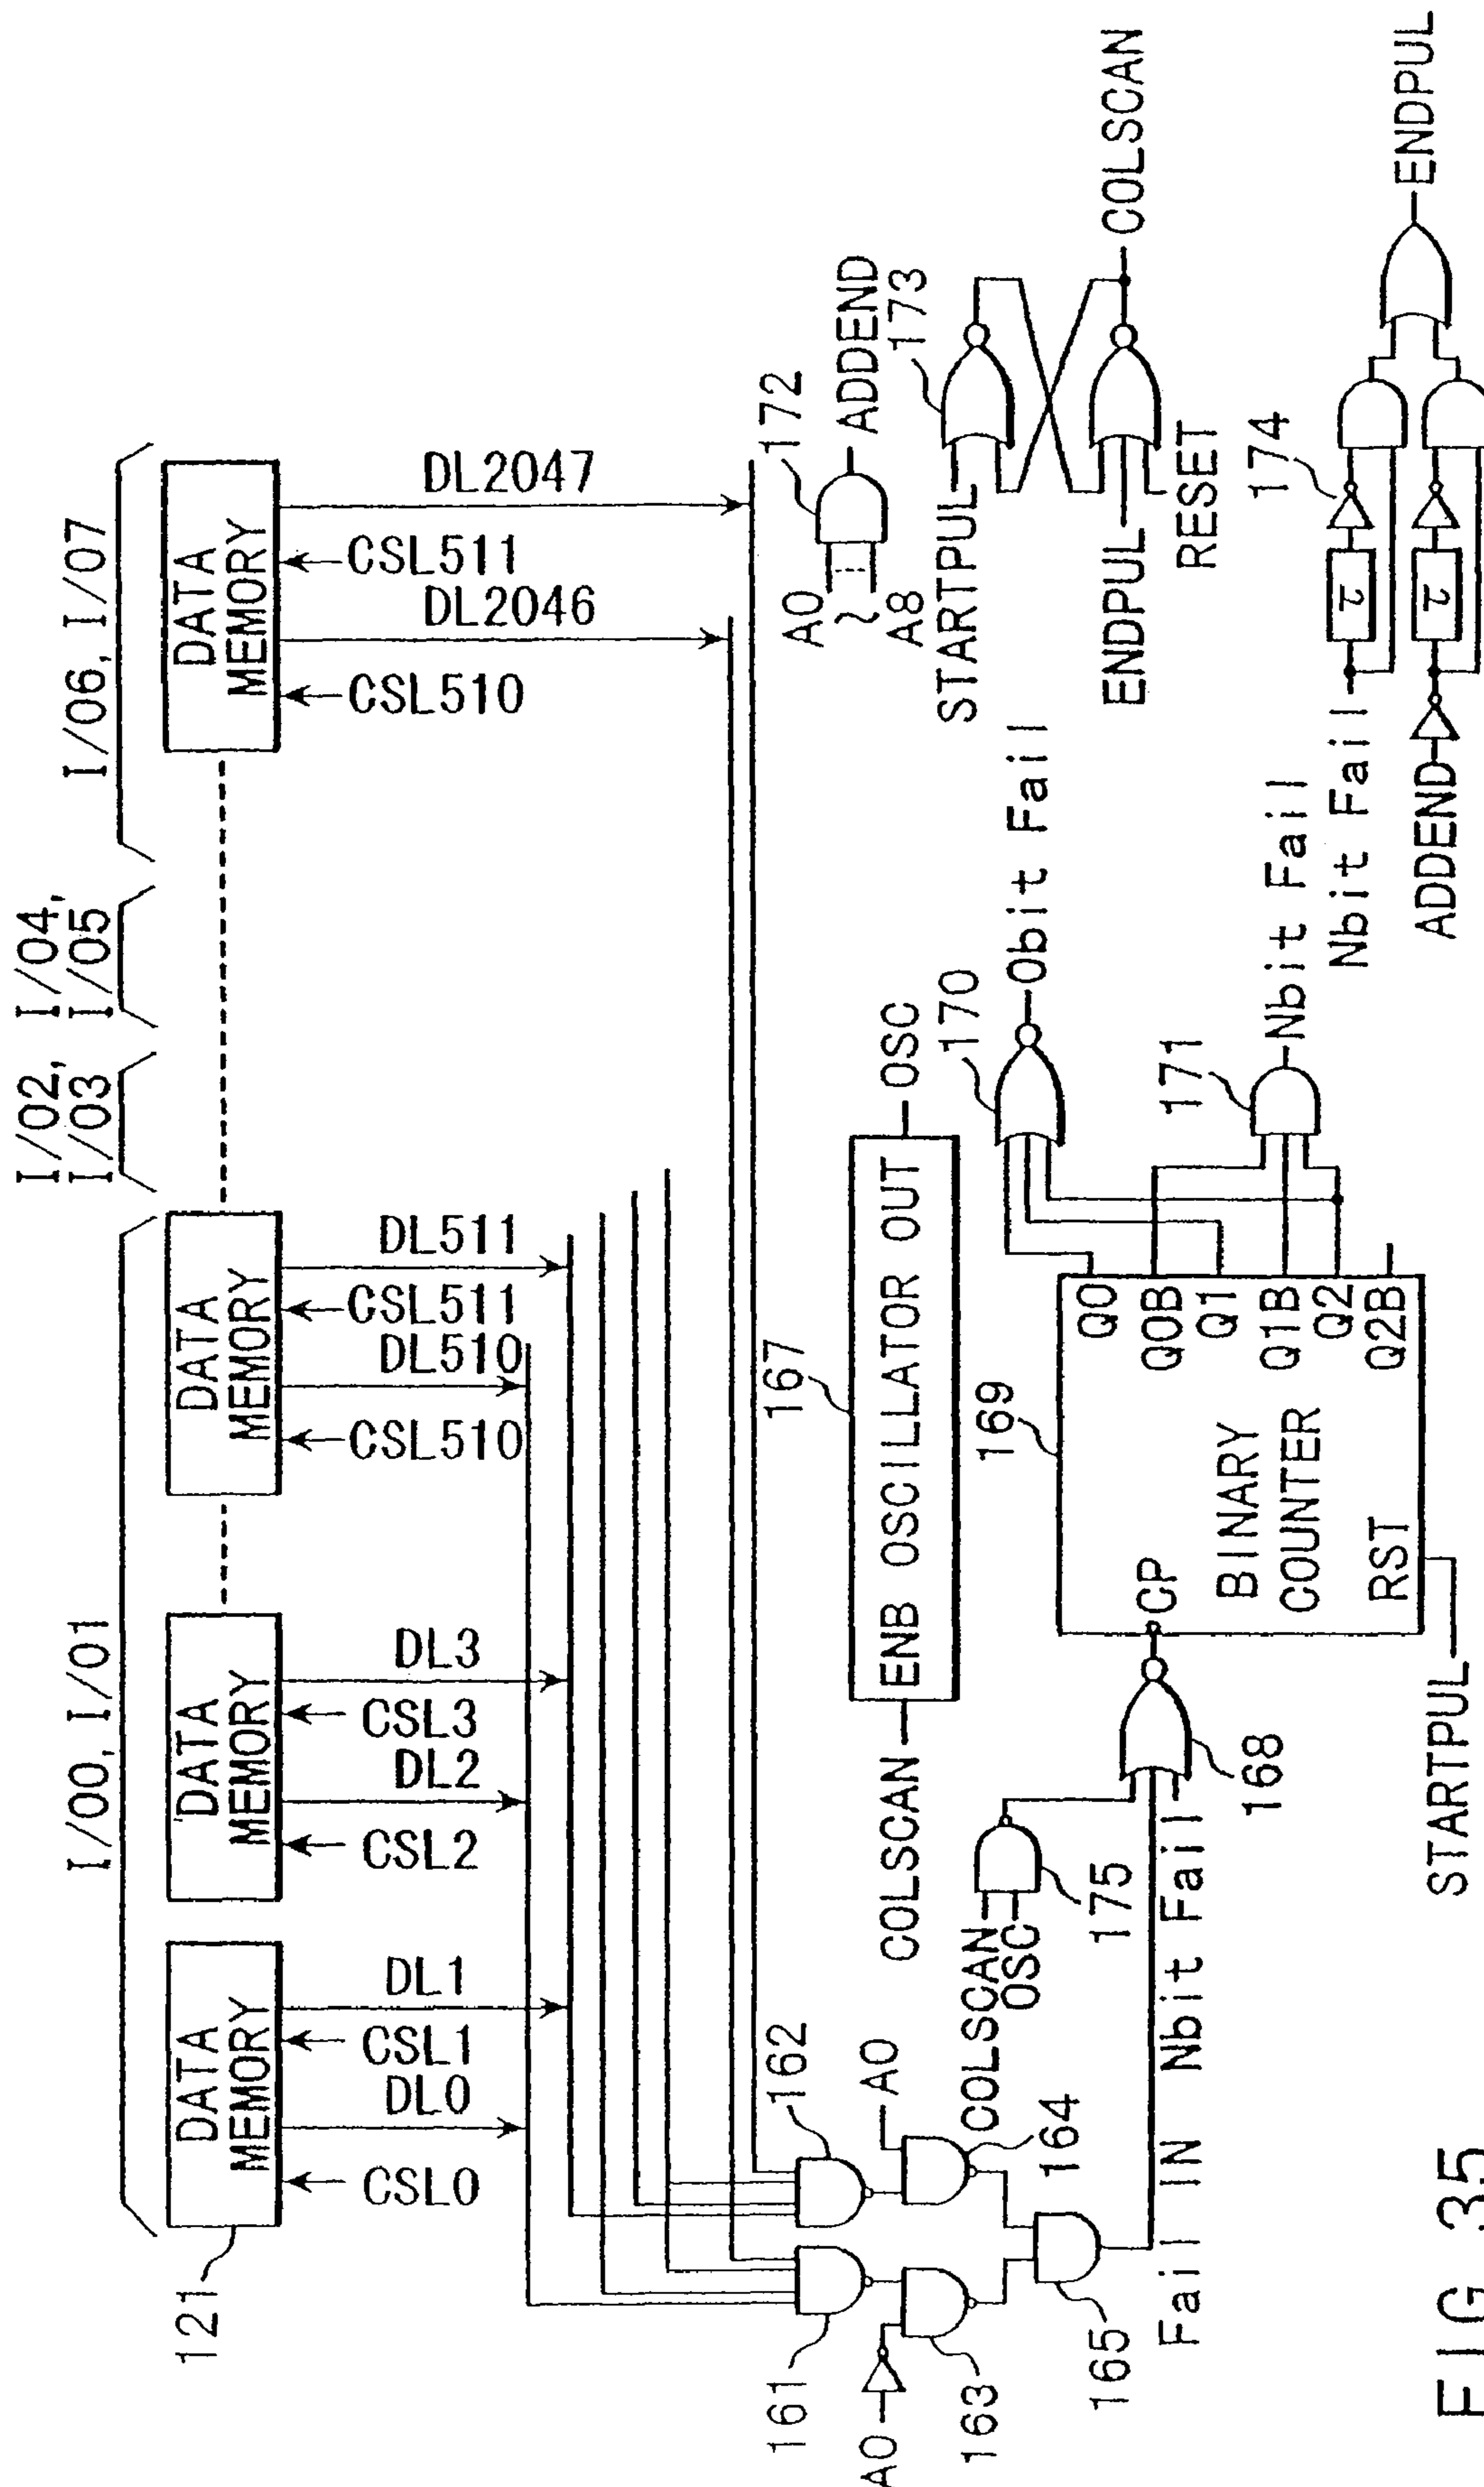 I/02, I/04,
I/00, I/01 I/03 I/05 I/06, I/07
DATA MEMORY
DATA MEMORY
DATA MEMORY
DATA MEMORY
121
CSL0
DL0
CSL1
DL1
CSL2
DL2
CSL3
DL3
CSL510
DL510
CSL511
DL511
CSL510
DL2046
CSL511
DL2047
161
162
A0
A0
163
164
165
Fail IN
COLSCAN
ENB OSCILLATOR OUT
OSC
167
COLSCAN
OSC
175
Nbit Fail
168
169
CP
BINARY
COUNTER
RST
STARTPUL
Q0
Q0B
Q1
Q1B
Q2
Q2B
170
0bit Fail
171
Nbit Fail
A0
~
A8
172
ADDEND
STARTPUL
173
ENDPUL
RESET
COLSCAN
Nbit Fail
τ
174
ADDEND
τ
ENDPUL
FIG. 35